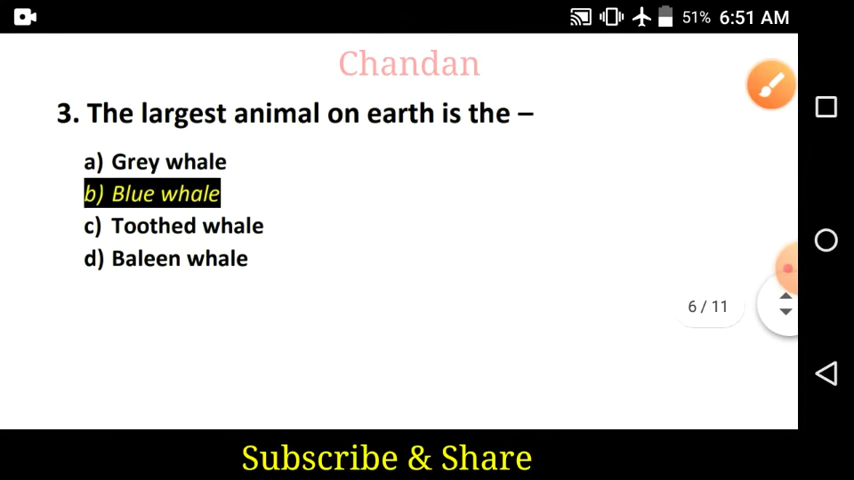 51% 6:51 AM
Chandan
3. The largest animal on earth is the –
a) Grey whale
b) Blue whale
c) Toothed whale
d) Baleen whale
6 / 11
Subscribe & Share